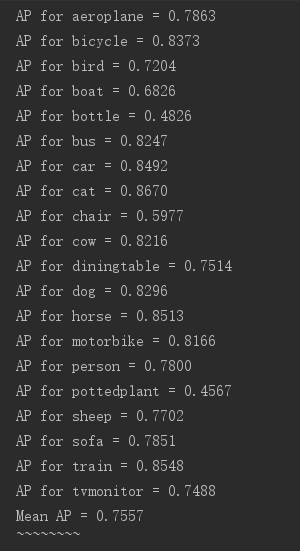 AP for aeroplane = 0.7863
AP for bicycle = 0.8373
AP for bird = 0.7204
AP for boat = 0.6826
AP for bottle = 0.4826
AP for bus = 0.8247
AP for car = 0.8492
AP for cat = 0.8670
AP for chair = 0.5977
AP for cow = 0.8216
AP for diningtable = 0.7514
AP for dog = 0.8296
AP for horse = 0.8513
AP for motorbike = 0.8166
AP for person = 0.7800
AP for pottedplant = 0.4567
AP for sheep = 0.7702
AP for sofa = 0.7851
AP for train = 0.8548
AP for tvmonitor = 0.7488
Mean AP = 0.7557
~~~~~~~~